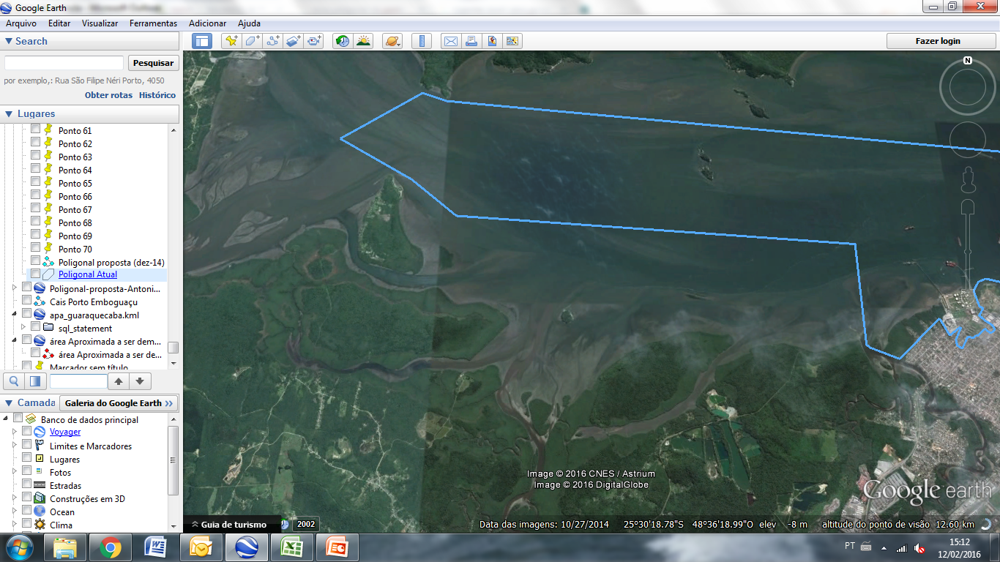 Google Earth
Arquivo Editar Visualizar Ferramentas Adicionar Ajuda
Search
Fazer login
Pesquisar
por exemplo,: Rua São Filipe Néri Porto, 4050
Obter rotas Histórico
Lugares
Ponto 61
Ponto 62
Ponto 63
Ponto 64
Ponto 65
Ponto 66
Ponto 67
Ponto 68
Ponto 69
Ponto 70
Poligonal proposta (dez-14)
Poligonal Atual
Poligonal-proposta-Antoni...
Cais Porto Emboguaçu
apa_guaraquecaba.kml
sql_statement
área Aproximada a ser dem...
área Aproximada a ser de...
Marcador sem título
Camada
Galeria do Google Earth >>
Banco de dados principal
Voyager
Limites e Marcadores
Lugares
Fotos
Estradas
Construções em 3D
Ocean
Clima
N
Image © 2016 CNES / Astrium
Image © 2016 DigitalGlobe
Google earth
Guia de turismo
2002
Data das imagens: 10/27/2014 25°30'18.78"S 48°36'18.99"O elev -8 m altitude do ponto de visão 12.60 km
PT
15:12
12/02/2016